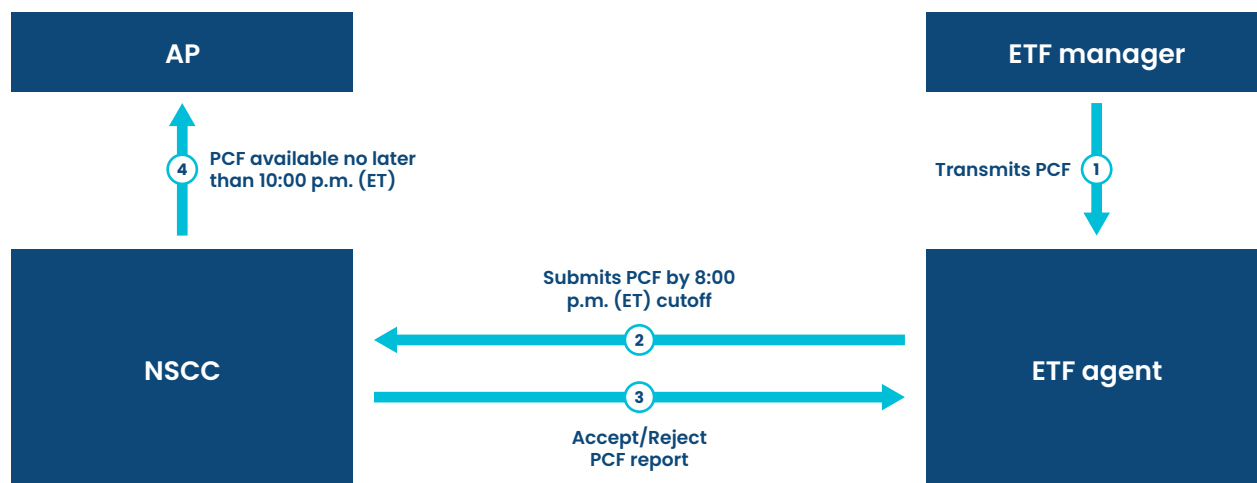 AP
ETF manager
4
PCF available no later
than 10:00 p.m. (ET)
Transmits PCF
1
Submits PCF by 8:00
p.m. (ET) cutoff
2
NSCC
ETF agent
3
Accept/Reject
PCF report